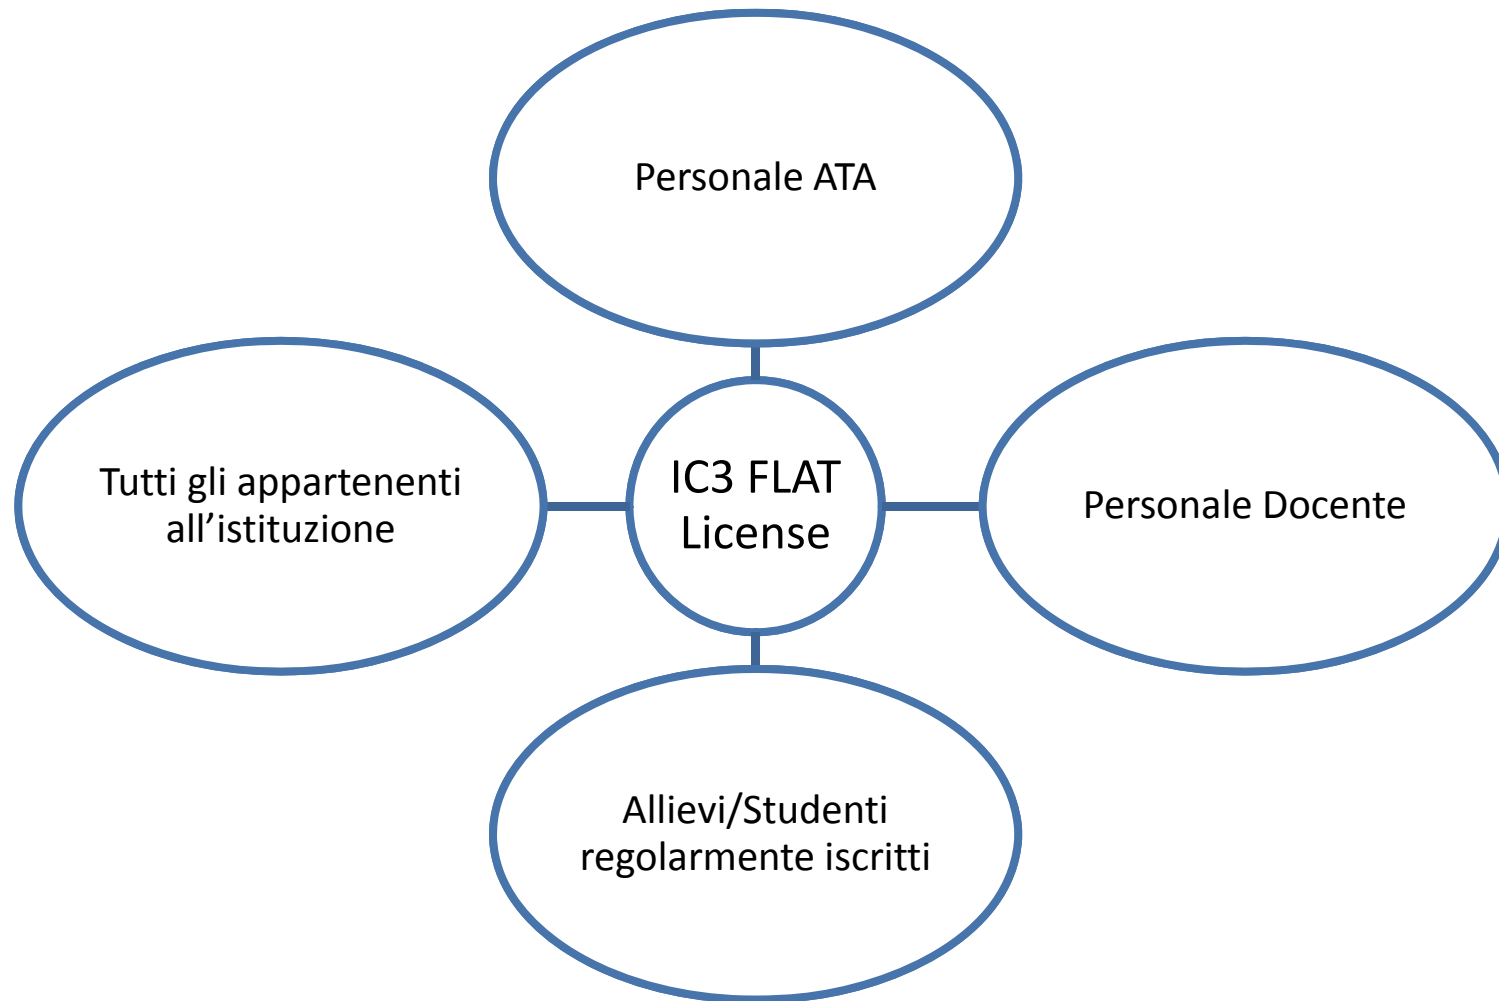 Personale ATA
Tutti gli appartenenti
all’istituzione
IC3 FLAT
License
Personale Docente
Allievi/Studenti
regolarmente iscritti